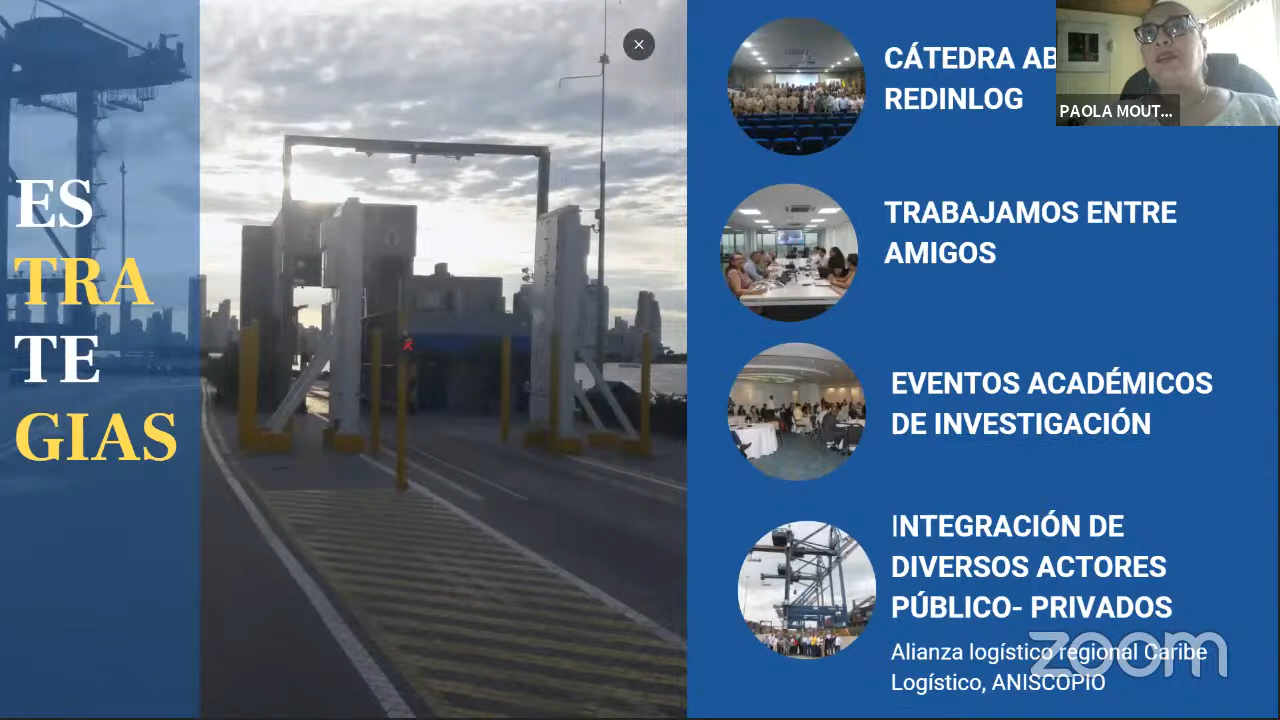 ES
TRA
TE
GIAS
CÁTEDRA AB
REDINLOG
PAOLA MOUT...
TRABAJAMOS ENTRE
AMIGOS
EVENTOS ACADÉMICOS
DE INVESTIGACIÓN
INTEGRACIÓN DE
DIVERSOS ACTORES
PÚBLICO- PRIVADOS
Alianza logístico regional Caribe
Logístico, ANISCOPIO
zoom